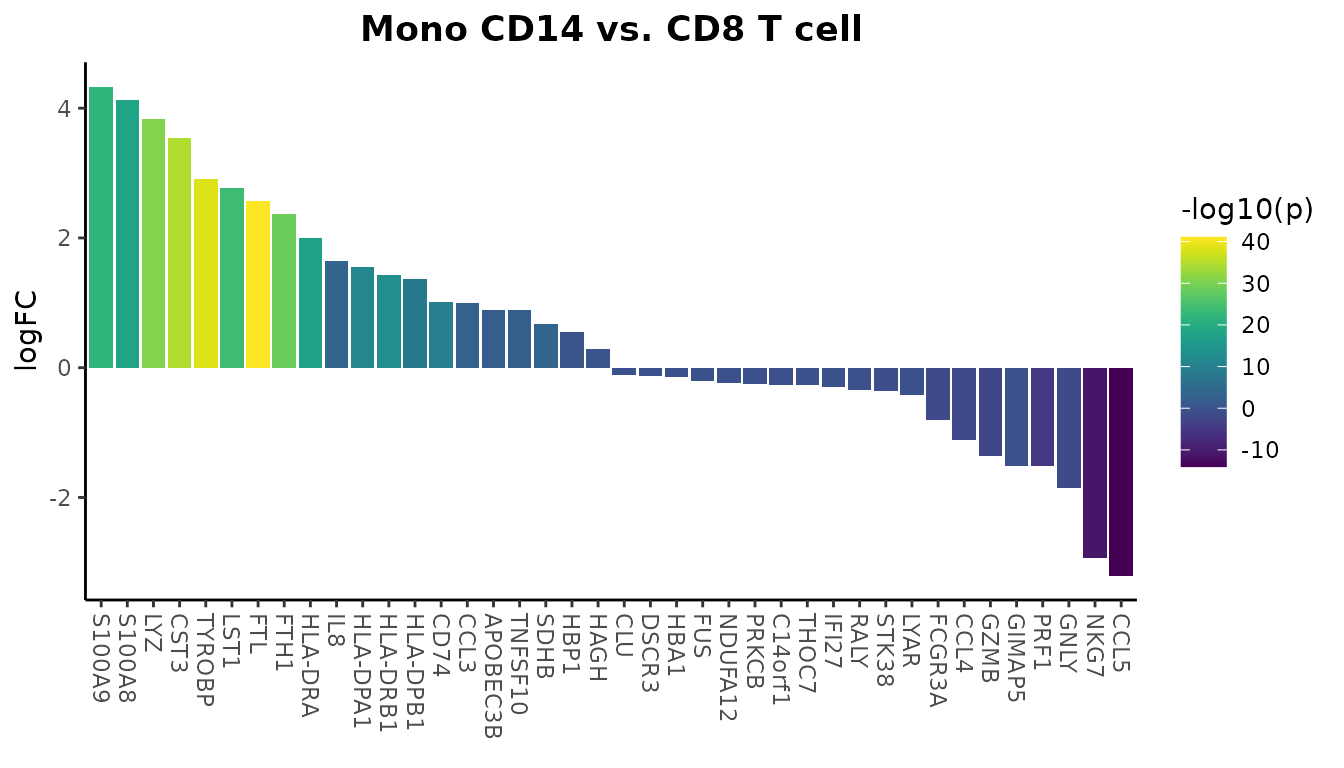 Mono CD14 vs. CD8 T cell
logFC
4
2
0
-2
S100A9
S100A8
LYZ
CST3
TYROBP
LST1
FTL
FTH1
HLA-DRA
IL8
HLA-DPA1
HLA-DRB1
HLA-DPB1
CD74
CCL3
APOBEC3B
TNFSF10
SDHB
HBP1
HAGH
CLU
DSCR3
HBA1
FUS
NDUFA12
PRKCB
C14orf1
THOC7
IFI27
RALY
STK38
LYAR
FCGR3A
CCL4
GZMB
GIMAP5
PRF1
GNLY
NKG7
CCL5
-log10(p)
40
30
20
10
0
-10